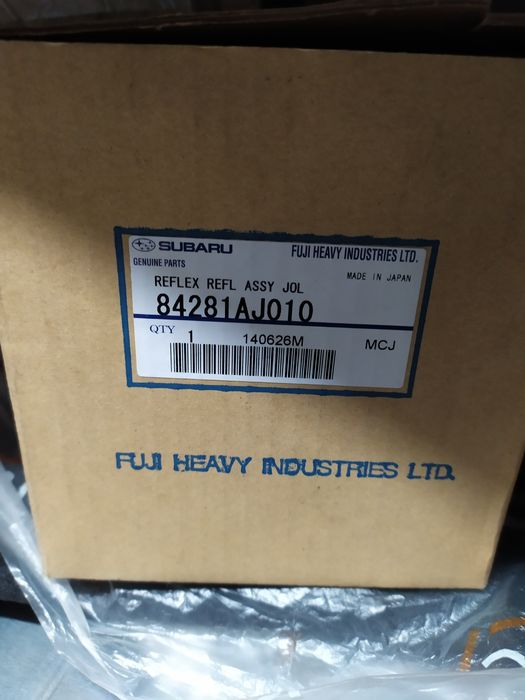 SUBARU FUJI HEAVY INDUSTRIES LTD.
GENUINE PARTS
MADE IN JAPAN
REFLEX REFL ASSY JOL
84281AJ010
QTY 1 140626M MCJ
FUJI HEAVY INDUSTRIES LTD.